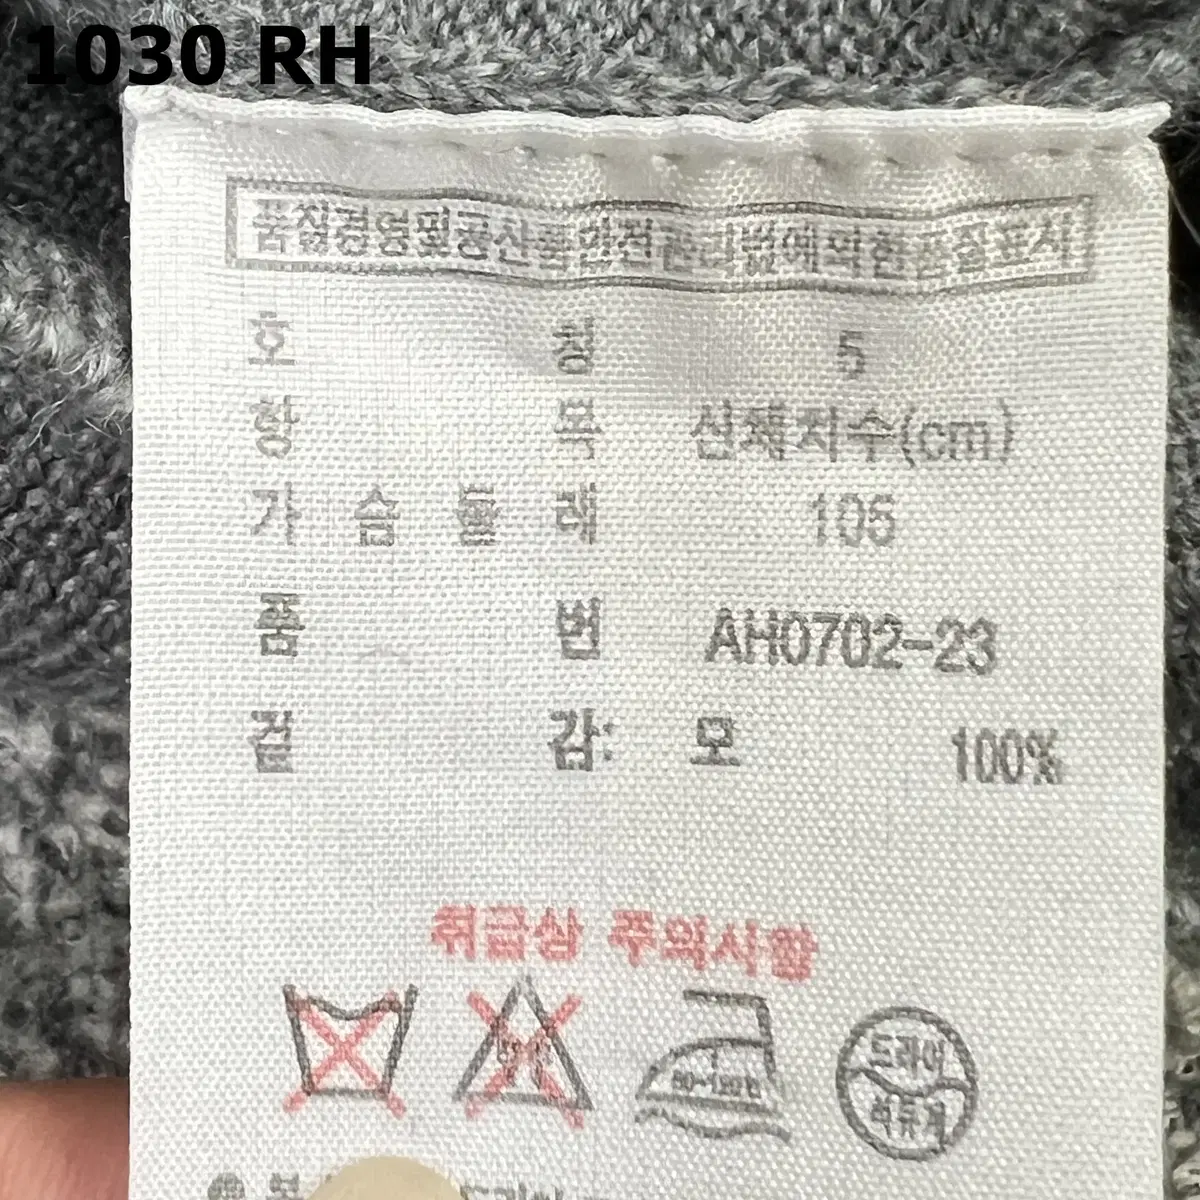 1030 RH
품질경영및공산품안전관리법에의한품질표시
호 칭 5
항 목 신체치수(cm)
가 슴 둘 레 105
품 번 AH0702-23
겉 감: 모 100%
취급상 주의사항
드라이
석유계